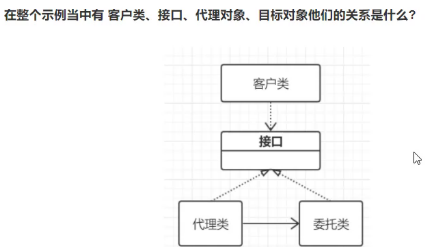 在整个示例当中有 客户类、接口、代理对象、目标对象他们的关系是什么？
客户类
接口
代理类
委托类